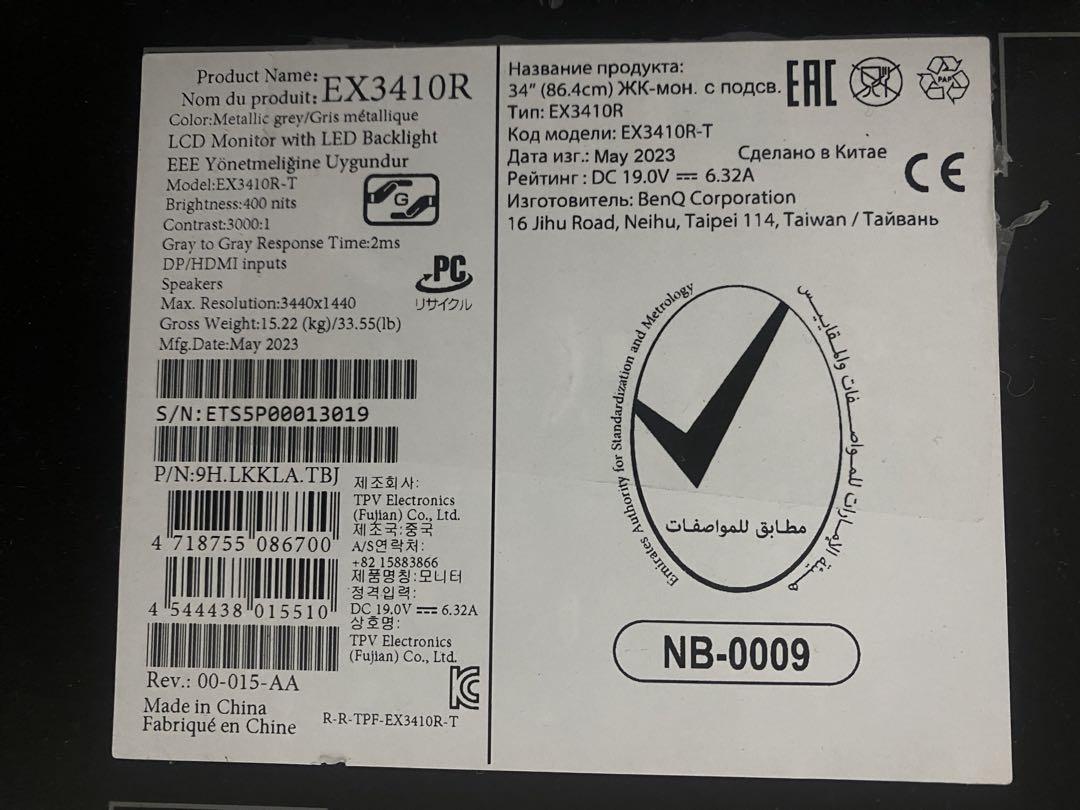 Product Name:
Nom du produit: EX3410R
Color:Metallic grey/Gris métallique
LCD Monitor with LED Backlight
EEE Yönetmeliğine Uygundur
Model:EX3410R-T
Brightness:400 nits
Contrast:3000:1
Gray to Gray Response Time:2ms
DP/HDMI inputs
Speakers
Max. Resolution:3440x1440
Gross Weight:15.22 (kg)/33.55(lb)
Mfg.Date:May 2023
G
PC
リサイクル
S/N:ETS5P00013019
P/N:9H.LKKLA.TBJ
4 718755 086700
4 544438 015510
Rev.: 00-015-AA
Made in China
Fabriqué en Chine
제조회사:
TPV Electronics
(Fujian) Co., Ltd.
제조국:중국
A/S연락처:
+82 15883866
제품명칭:모니터
정격입력:
DC 19.0V ⎓ 6.32A
상호명:
TPV Electronics
(Fujian) Co., Ltd.
R-R-TPF-EX3410R-T
Название продукта:
34" (86.4cm) ЖК-мон. с подсв.
Тип: EX3410R
Код модели: EX3410R-T
Дата изг.: May 2023 Сделано в Китае
Рейтинг : DC 19.0V ⎓ 6.32A
Изготовитель: BenQ Corporation
16 Jihu Road, Neihu, Taipei 114, Taiwan / Тайвань
EAC
PAP
CE
Emirates Authority for Standardization and Metrology
هيئة الإمارات للمواصفات والمقاييس
مطابق للمواصفات
NB-0009